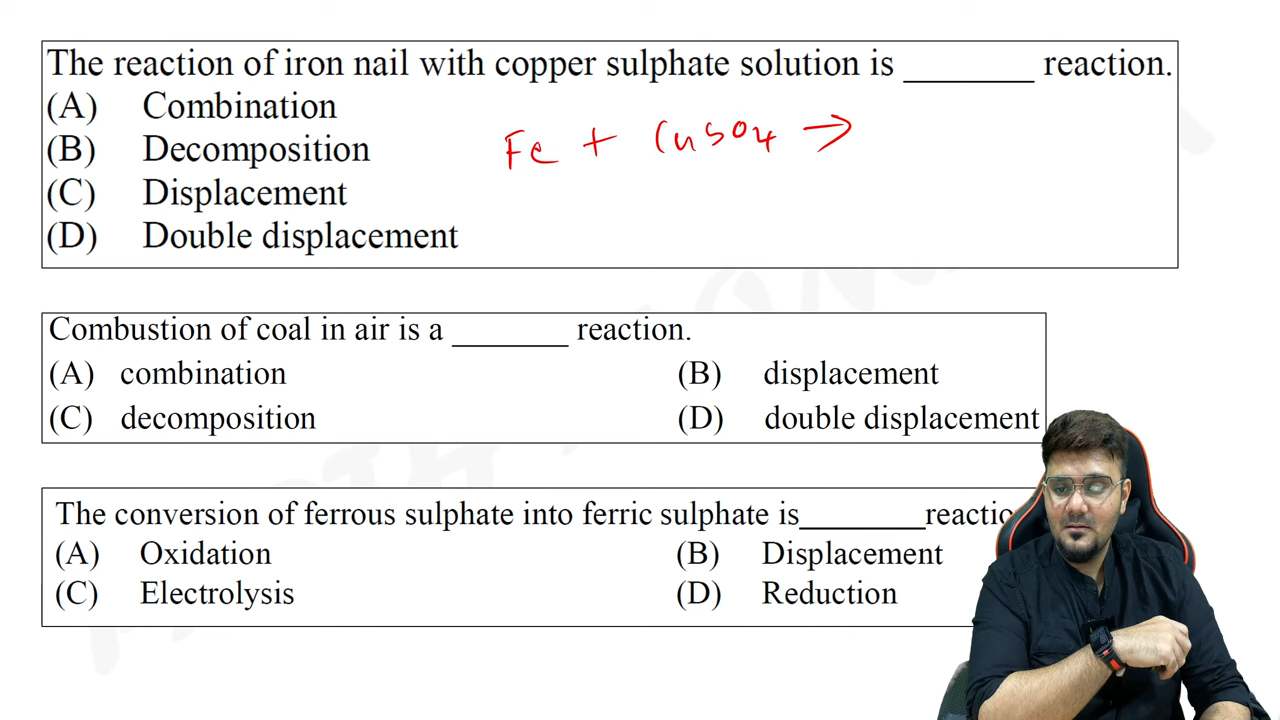 The reaction of iron nail with copper sulphate solution is ________ reaction.
(A) Combination
(B) Decomposition
(C) Displacement
(D) Double displacement
Fe + CuSO4 →
Combustion of coal in air is a _______ reaction.
(A) combination (B) displacement
(C) decomposition (D) double displacement
The conversion of ferrous sulphate into ferric sulphate is________reactio
(A) Oxidation (B) Displacement
(C) Electrolysis (D) Reduction